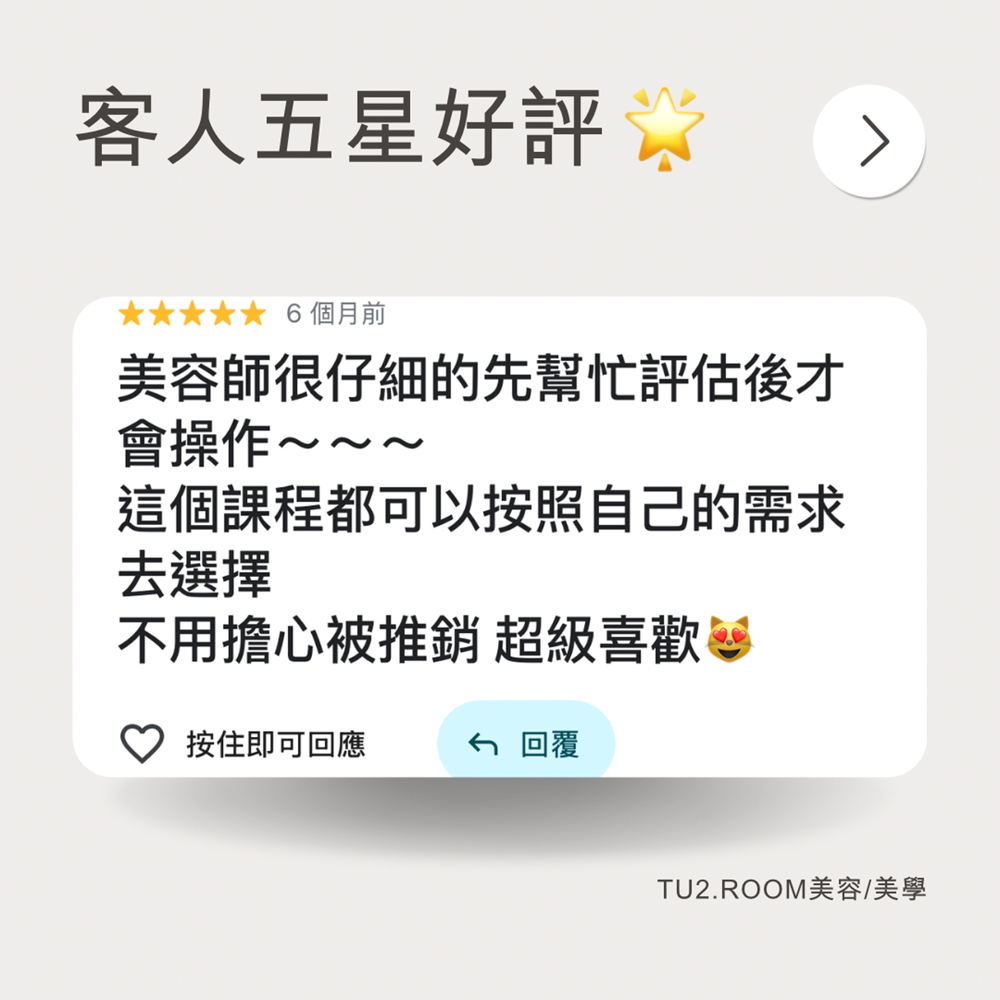 客人五星好評🌟
★★★★★ 6 個月前
美容師很仔細的先幫忙評估後才
會操作～～～
這個課程都可以按照自己的需求
去選擇
不用擔心被推銷 超級喜歡😻
按住即可回應
回覆
TU2.ROOM美容/美學